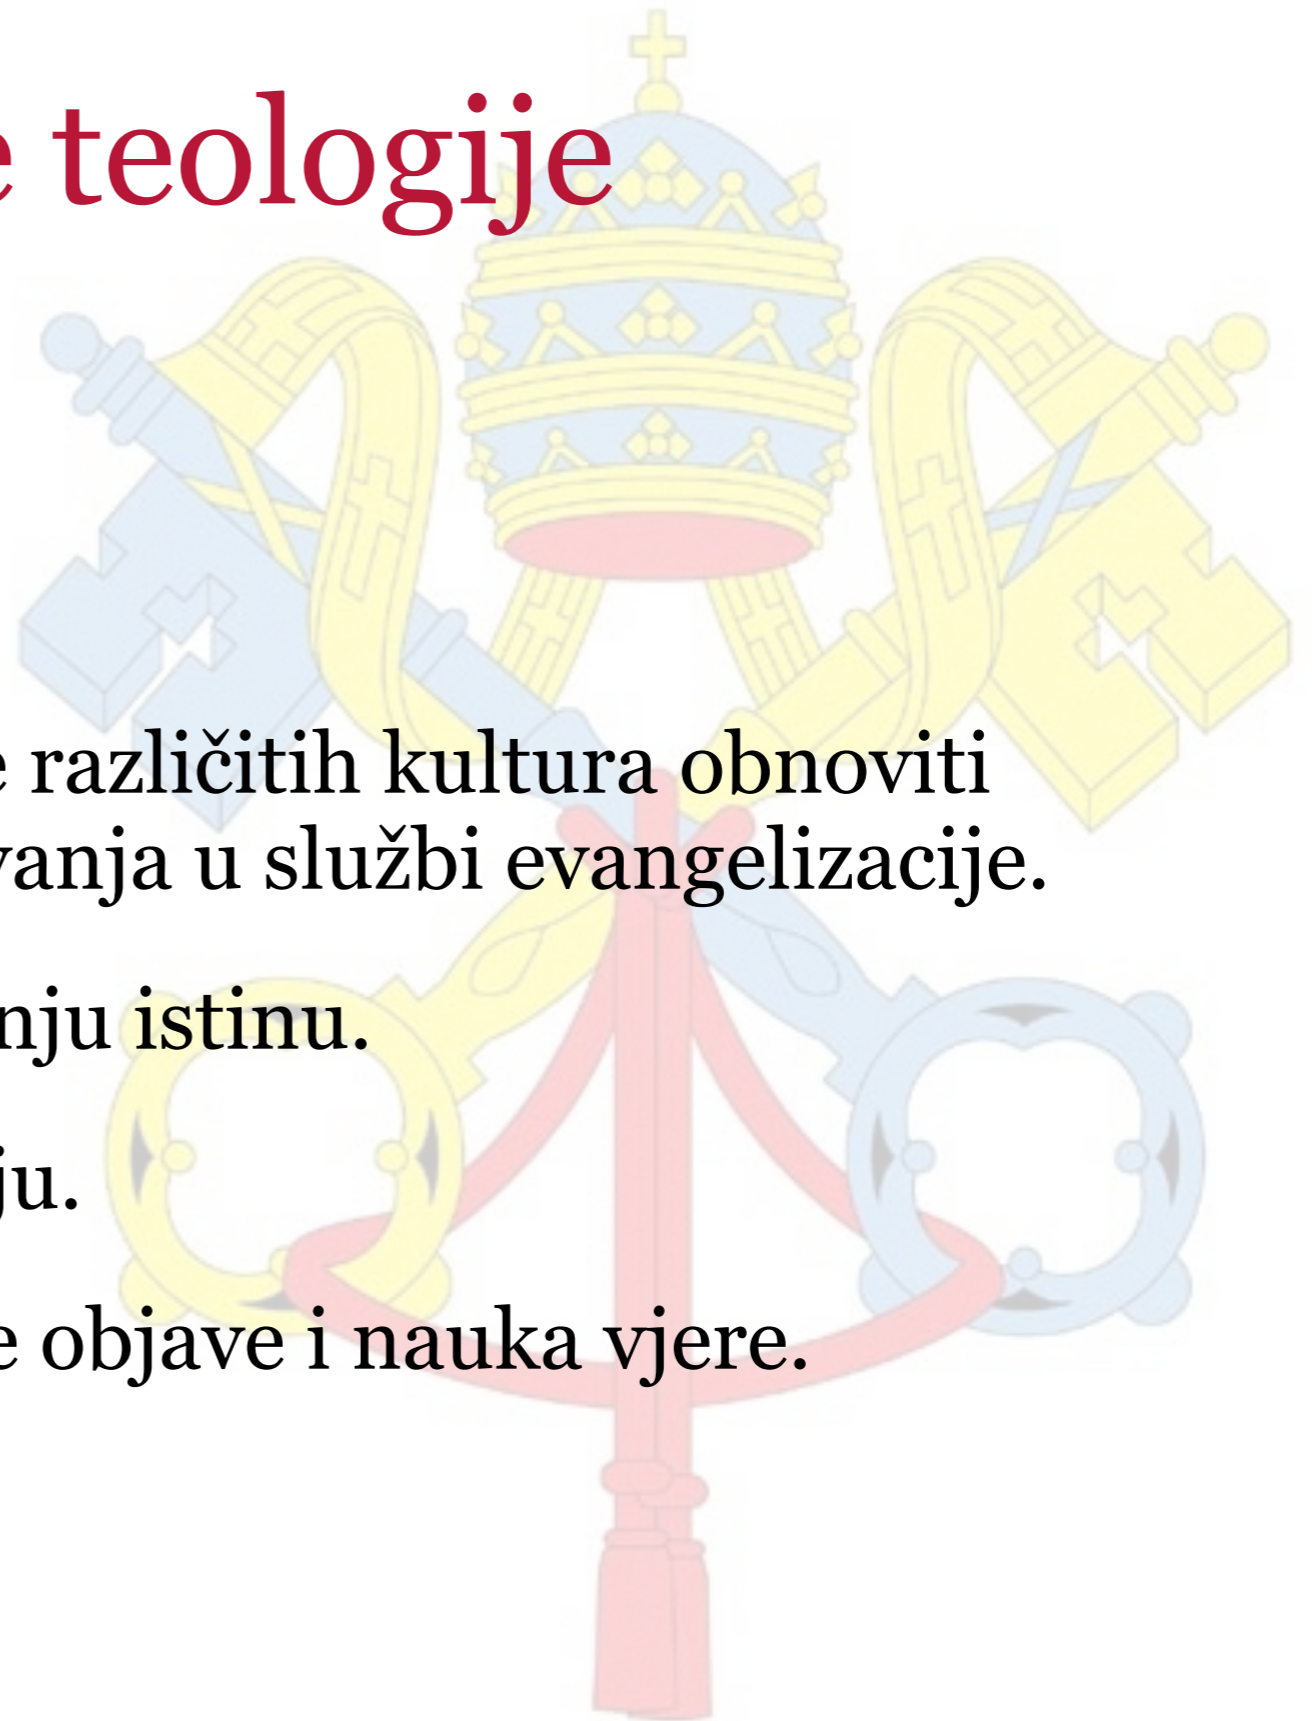 e teologije
e različitih kultura obnoviti
vanja u službi evangelizacije.
nju istinu.
ju.
e objave i nauka vjere.